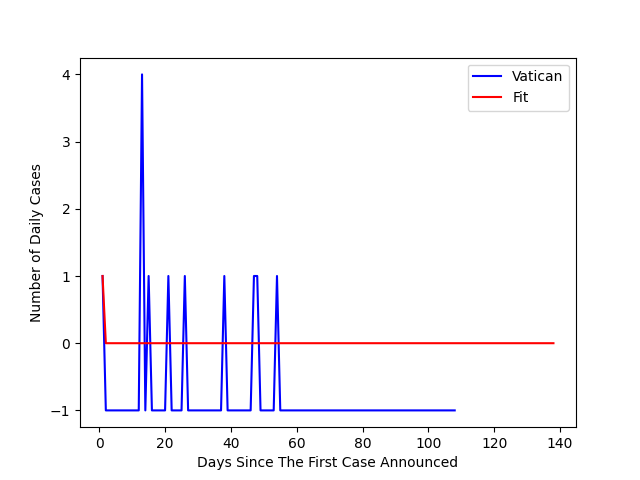 Vatican
Fit
4
3
2
1
0
−1
Number of Daily Cases
0 20 40 60 80 100 120 140
Days Since The First Case Announced